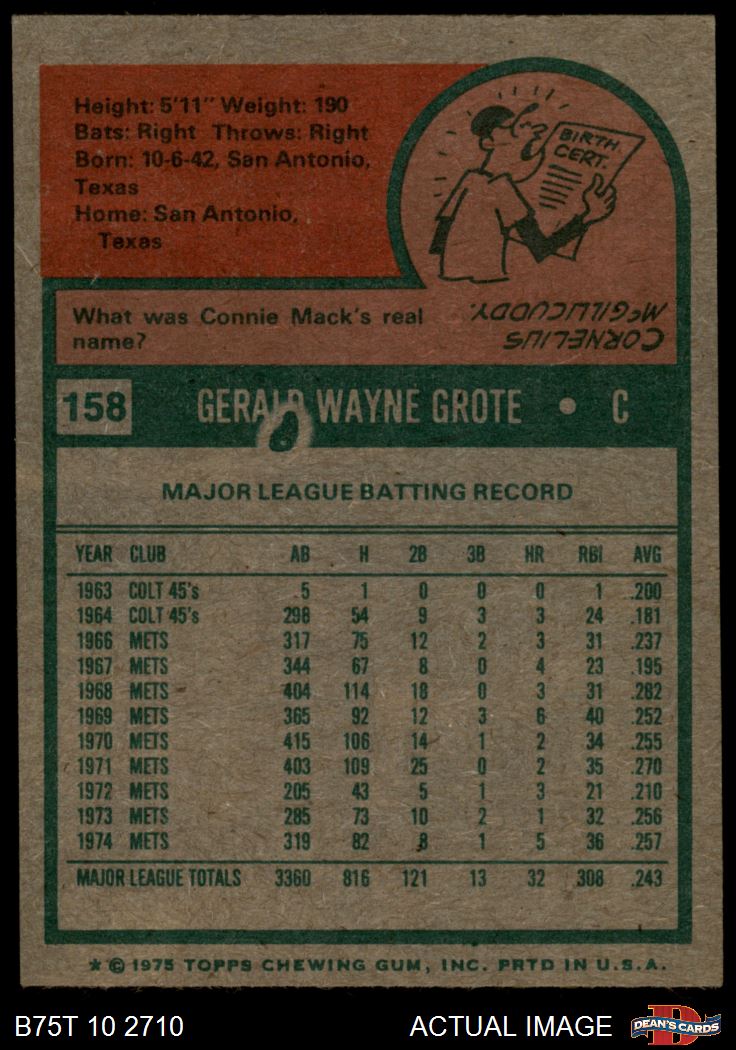 Height: 5'11" Weight: 190
Bats: Right Throws: Right
Born: 10-6-42, San Antonio,
Texas
Home: San Antonio,
Texas
BIRTH
CERT.
What was Connie Mack's real
name?
CORNELIUS
McGILLICUDDY.
158 GERALD WAYNE GROTE • C
MAJOR LEAGUE BATTING RECORD
YEAR CLUB AB H 2B 3B HR RBI AVG
1963 COLT 45's 5 1 0 0 0 1 .200
1964 COLT 45's 298 54 9 3 3 24 .181
1966 METS 317 75 12 2 3 31 .237
1967 METS 344 67 8 0 4 23 .195
1968 METS 404 114 18 0 3 31 .282
1969 METS 365 92 12 3 6 40 .252
1970 METS 415 106 14 1 2 34 .255
1971 METS 403 109 25 0 2 35 .270
1972 METS 205 43 5 1 3 21 .210
1973 METS 285 73 10 2 1 32 .256
1974 METS 319 82 8 1 5 36 .257
MAJOR LEAGUE TOTALS 3360 816 121 13 32 308 .243
* © 1975 TOPPS CHEWING GUM, INC. PRTD IN U.S.A.
B75T 10 2710 ACTUAL IMAGE
DEAN'S CARDS